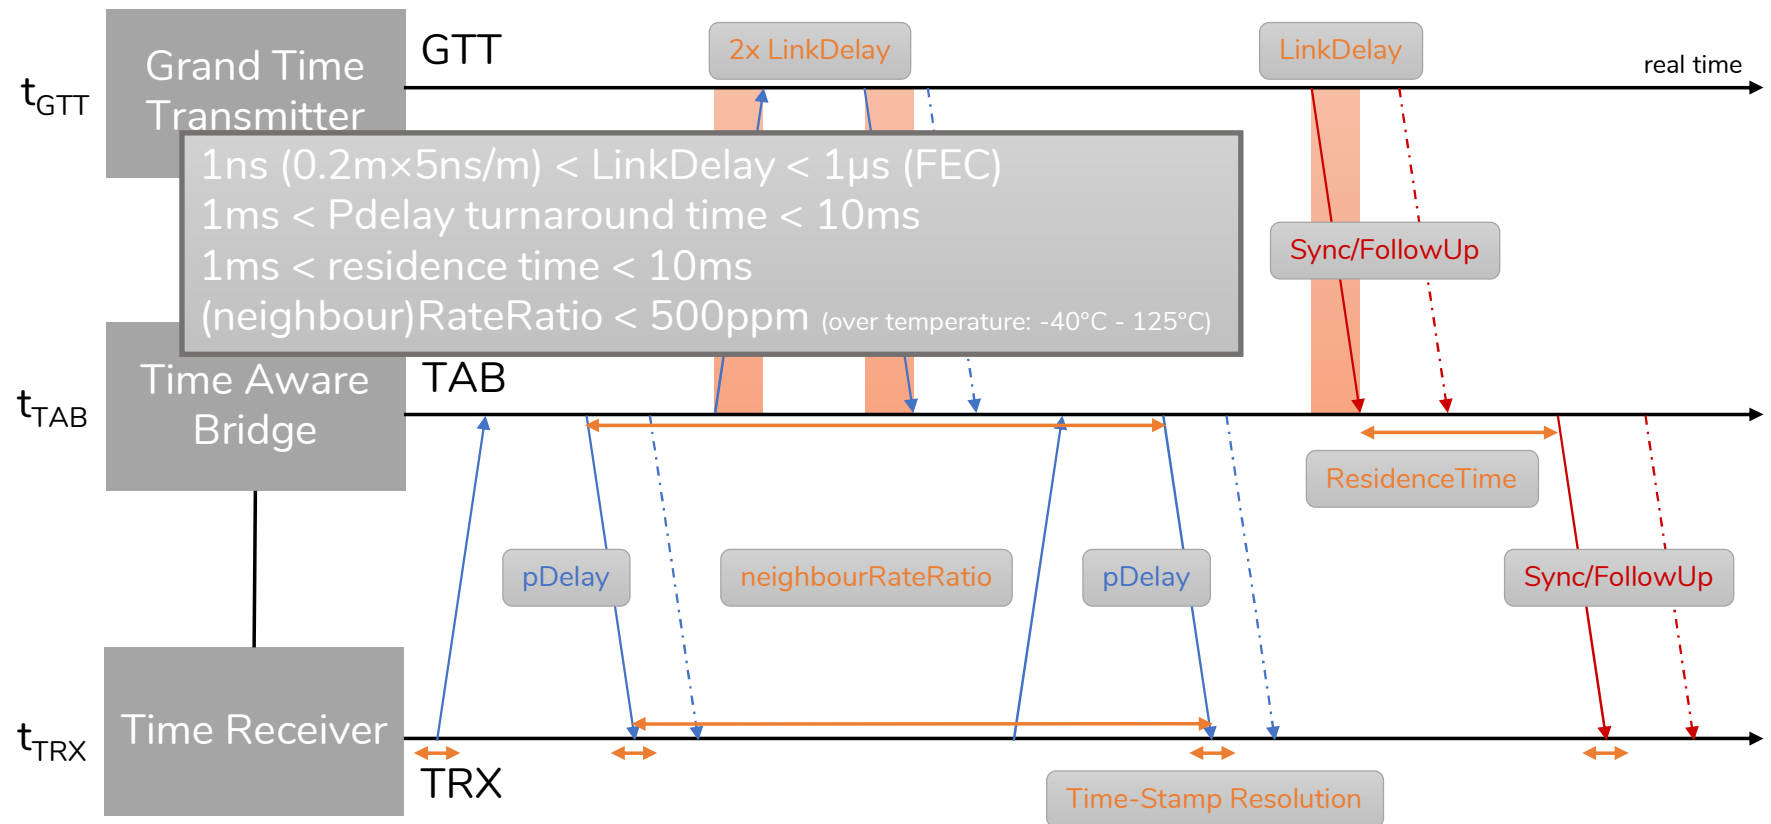 GTT
2x LinkDelay
LinkDelay
real time
tGTT
Grand Time
Transmitter
1ns (0.2m×5ns/m) < LinkDelay < 1µs (FEC)
1ms < Pdelay turnaround time < 10ms
1ms < residence time < 10ms
(neighbour)RateRatio < 500ppm (over temperature: -40°C - 125°C)
Sync/FollowUp
TAB
tTAB
Time Aware
Bridge
ResidenceTime
pDelay
neighbourRateRatio
pDelay
Sync/FollowUp
tTRX
Time Receiver
TRX
Time-Stamp Resolution